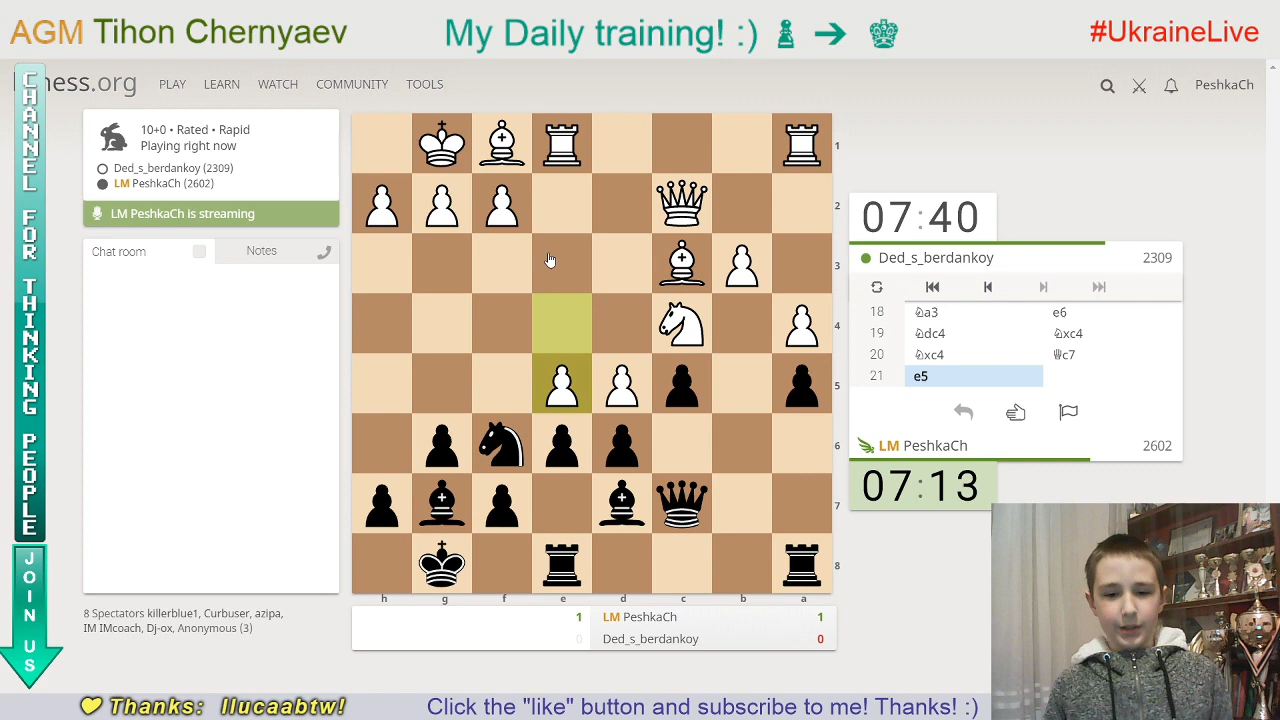 AGM Tihon Chernyaev
My Daily training! :)
#UkraineLive
CHANNEL FOR THINKING PEOPLE
JOIN US
hess.org
PLAY LEARN WATCH COMMUNITY TOOLS
PeshkaCh
10+0 • Rated • Rapid
Playing right now
Ded_s_berdankoy (2309)
LM PeshkaCh (2602)
LM PeshkaCh is streaming
Chat room
Notes
8 Spectators killerblue1, Curbuser, azipa,
IM IMcoach, Dj-ox, Anonymous (3)
1
2
3
4
5
6
7
8
h g f e d c b a
1 LM PeshkaCh 1
0 Ded_s_berdankoy 0
07:40
Ded_s_berdankoy 2309
18 ♘a3 e6
19 ♘dc4 ♘xc4
20 ♘xc4 ♕c7
21 e5
LM PeshkaCh 2602
07:13
Thanks: llucaabtw!
Click the "like" button and subscribe to me! Thanks! :)